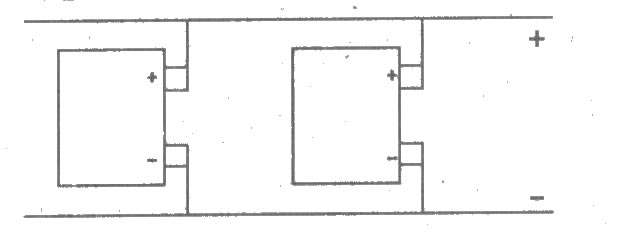 +
+ +
- -
-